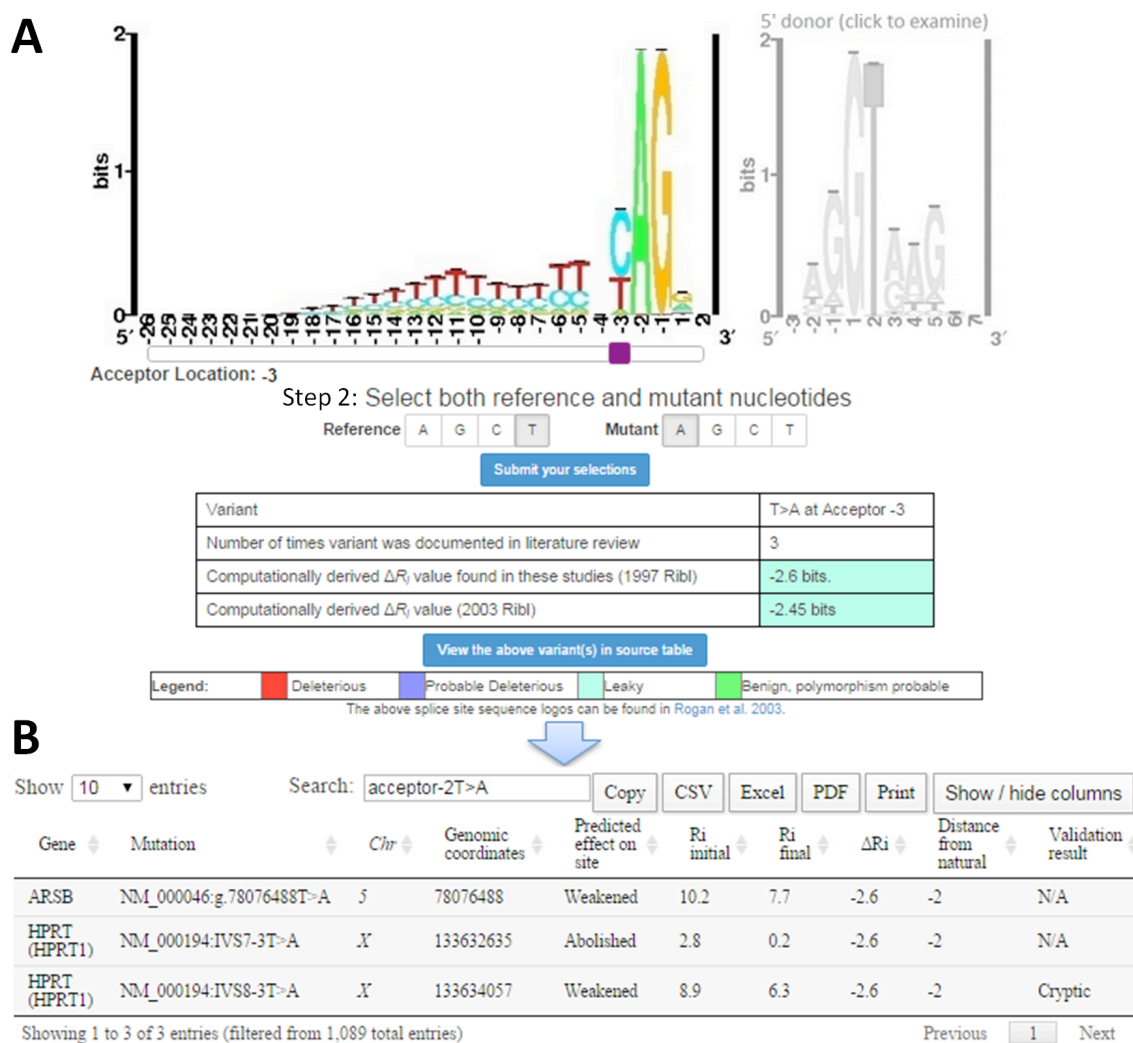 A
5' donor (click to examine)
2
bits
1
0
5′
-26 -25 -24 -23 -22 -21 -20 -19 -18 -17 -16 -15 -14 -13 -12 -11 -10 -9 -8 -7 -6 -5 -4 -3 -2 -1 1 2
3′
2
bits
1
0
5′
-3 -2 -1 1 2 3 4 5 6 7
3′
Acceptor Location: -3
Step 2: Select both reference and mutant nucleotides
Reference A G C T Mutant A G C T
Submit your selections
Variant T>A at Acceptor -3
Number of times variant was documented in literature review 3
Computationally derived ΔRi value found in these studies (1997 Ribl) -2.6 bits.
Computationally derived ΔRi value (2003 Ribl) -2.45 bits
View the above variant(s) in source table
Legend: Deleterious Probable Deleterious Leaky Benign, polymorphism probable
The above splice site sequence logos can be found in Rogan et al. 2003.
B
Show 10 entries Search: acceptor-2T>A Copy CSV Excel PDF Print Show / hide columns
Gene Mutation Chr Genomic coordinates Predicted effect on site Ri initial Ri final ΔRi Distance from natural Validation result
ARSB NM_000046:g.78076488T>A 5 78076488 Weakened 10.2 7.7 -2.6 -2 N/A
HPRT (HPRT1) NM_000194:IVS7-3T>A X 133632635 Abolished 2.8 0.2 -2.6 -2 N/A
HPRT (HPRT1) NM_000194:IVS8-3T>A X 133634057 Weakened 8.9 6.3 -2.6 -2 Cryptic
Showing 1 to 3 of 3 entries (filtered from 1,089 total entries) Previous 1 Next